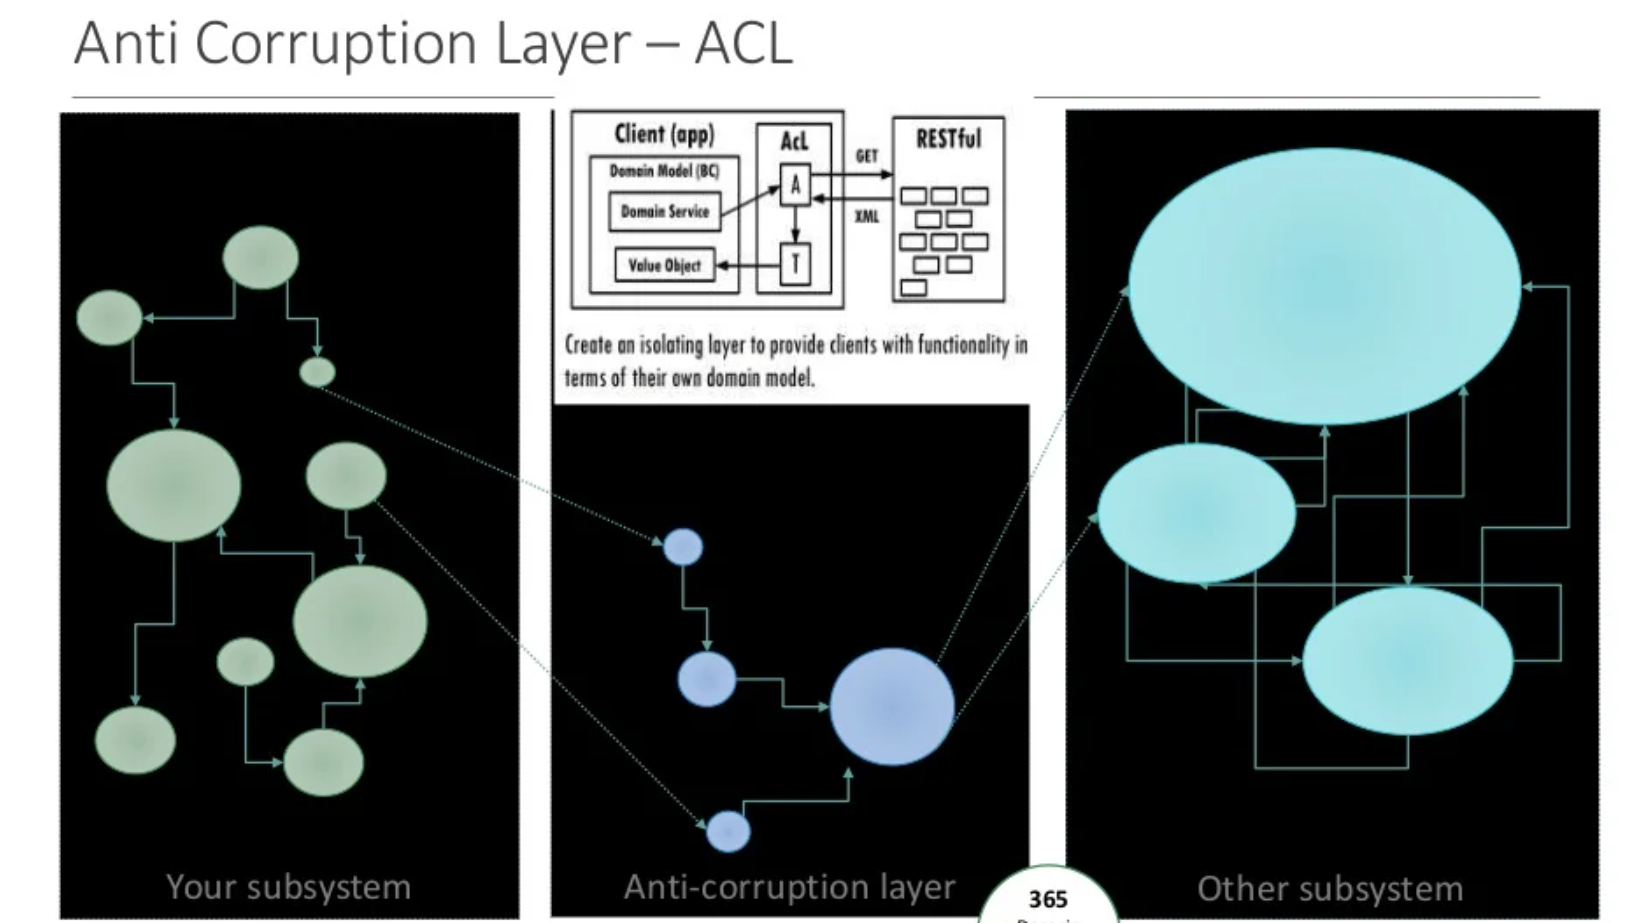 Anti Corruption Layer – ACL
Client (app)
AcL
RESTful
Domain Model (BC)
GET
Domain Service
A
XML
Value Object
T
Create an isolating layer to provide clients with functionality in
terms of their own domain model.
Your subsystem
Anti-corruption layer
Other subsystem
365